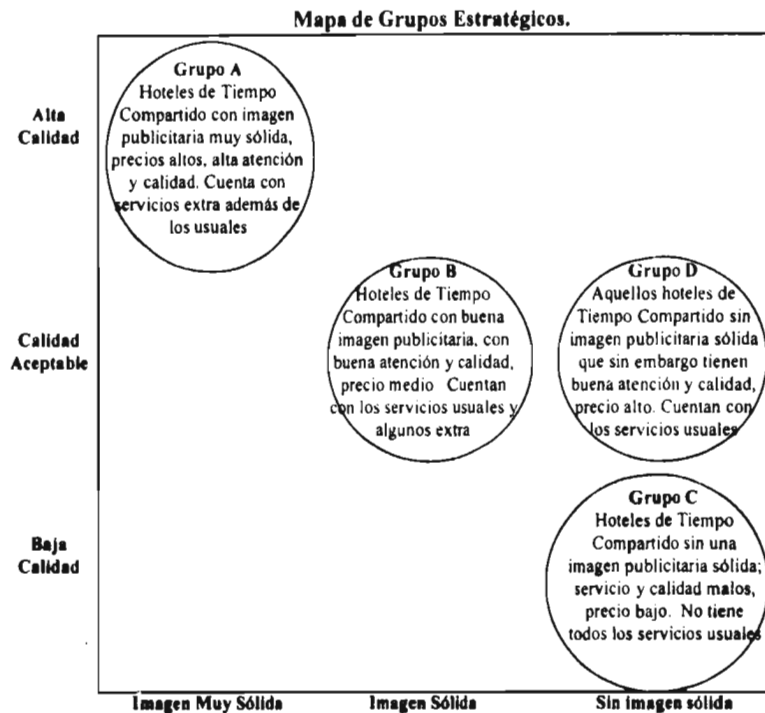 Mapa de Grupos Estratégicos.
Alta
Calidad
Grupo A
Hoteles de Tiempo
Compartido con imagen
publicitaria muy sólida,
precios altos, alta atención
y calidad. Cuenta con
servicios extra además de
los usuales
Calidad
Aceptable
Grupo B
Hoteles de Tiempo
Compartido con buena
imagen publicitaria, con
buena atención y calidad,
precio medio Cuentan
con los servicios usuales y
algunos extra
Grupo D
Aquellos hoteles de
Tiempo Compartido sin
imagen publicitaria sólida
que sin embargo tienen
buena atención y calidad,
precio alto. Cuentan con
los servicios usuales
Baja
Calidad
Grupo C
Hoteles de Tiempo
Compartido sin una
imagen publicitaria sólida;
servicio y calidad malos,
precio bajo. No tiene
todos los servicios usuales
Imagen Muy Sólida
Imagen Sólida
Sin imagen sólida